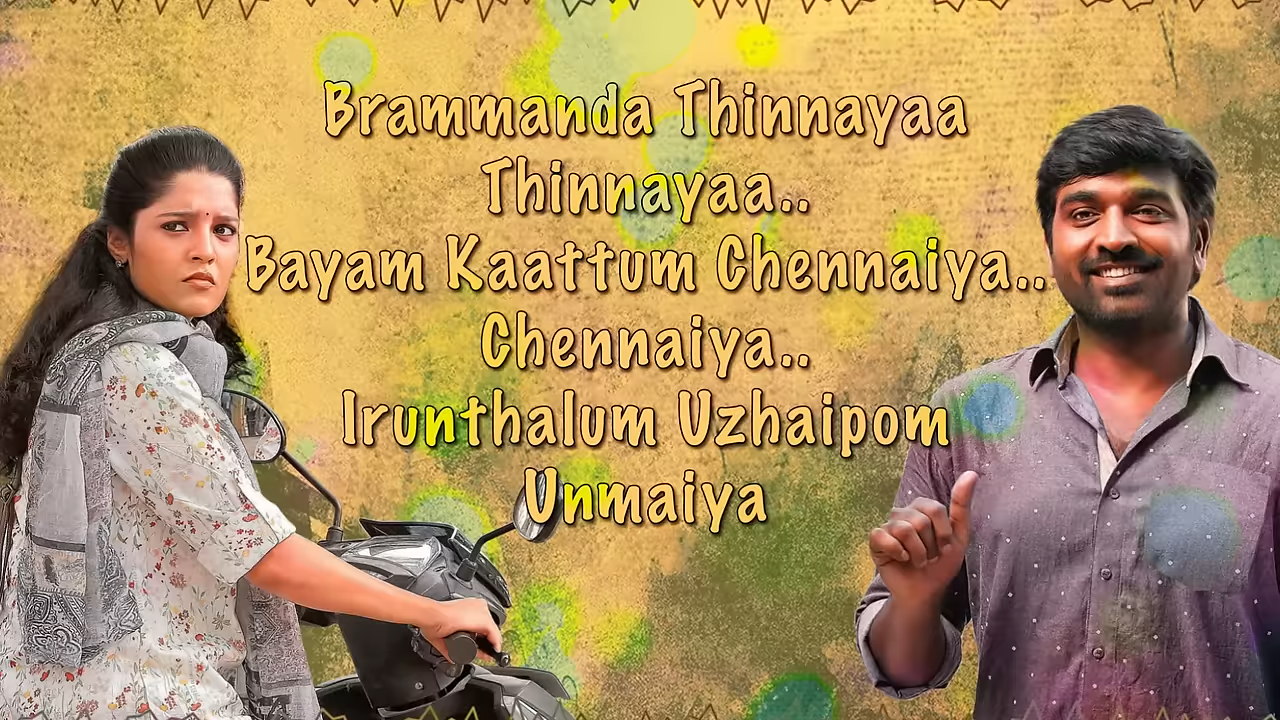 Brammanda Thinnayaa
Thinnayaa..
Bayam Kaattum Chennaiya..
Chennaiya..
Irunthalum Uzhaipom
Unmaiya